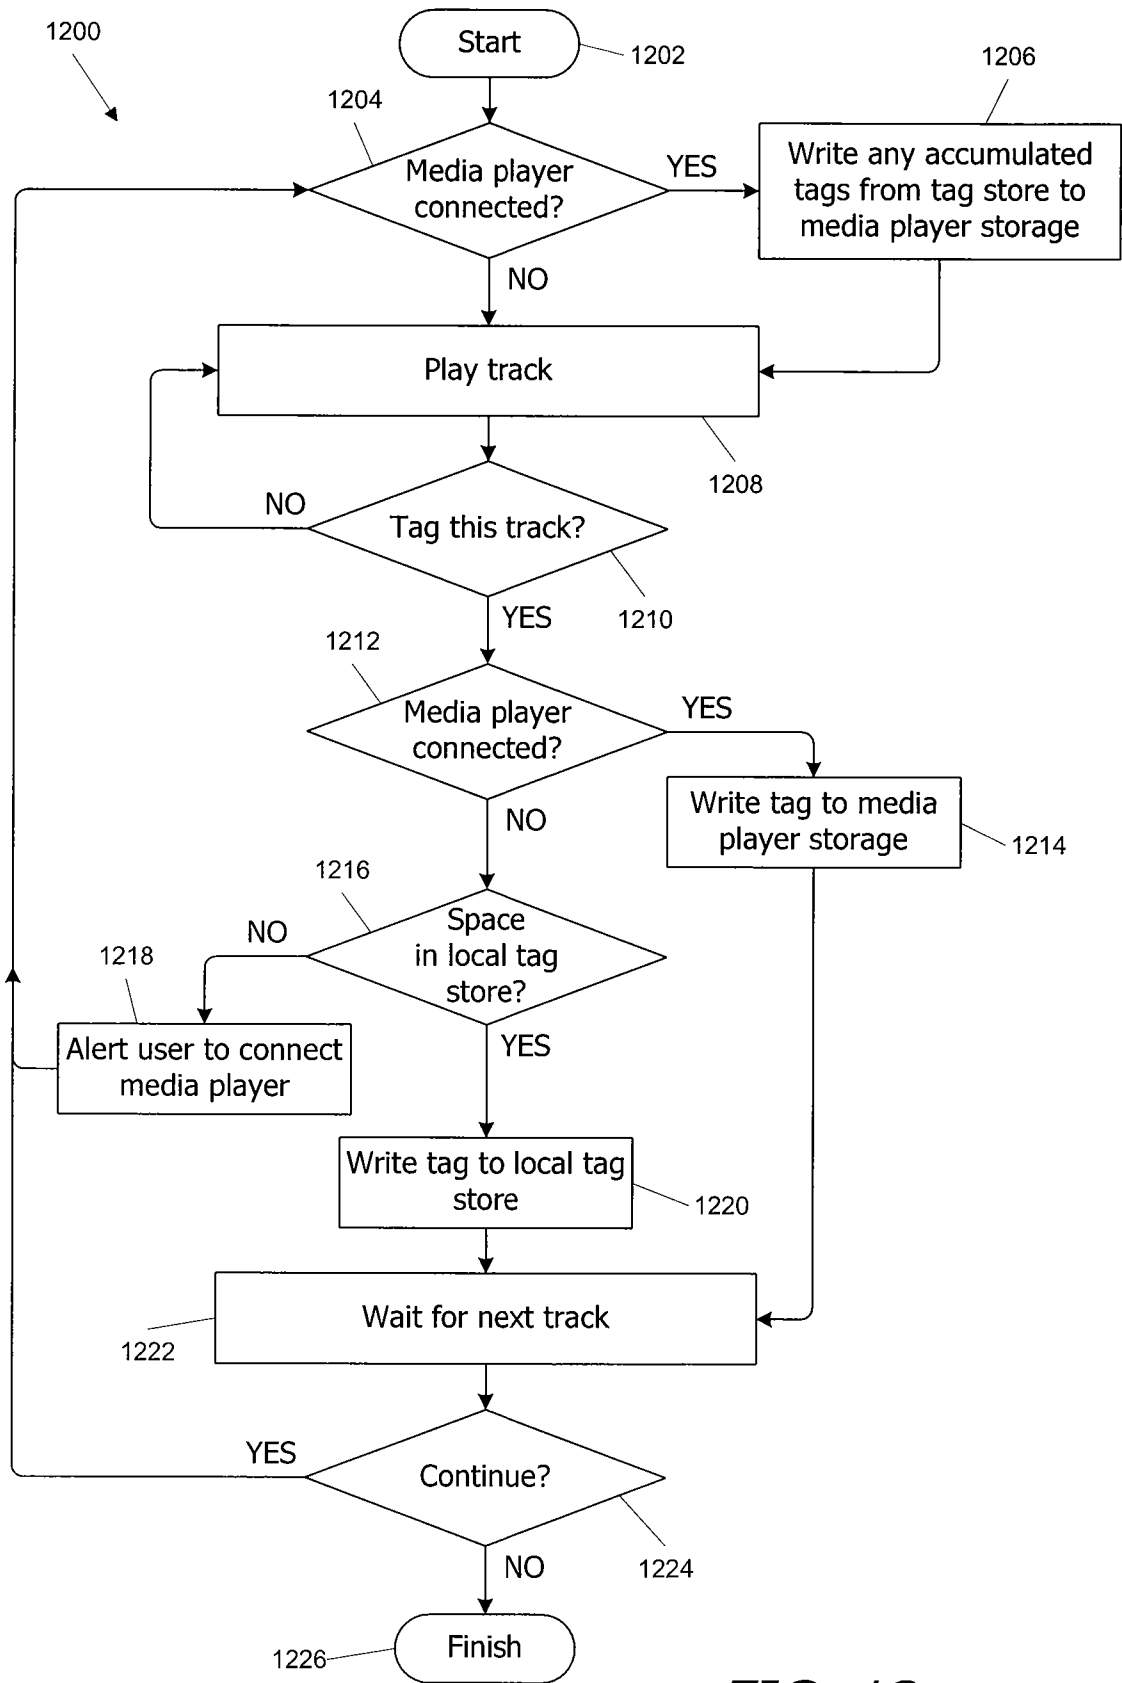 1200
Start
1202
1204
1206
Media player
connected?
YES
Write any accumulated
tags from tag store to
media player storage
NO
Play track
1208
NO
Tag this track?
1210
YES
1212
Media player
connected?
YES
Write tag to media
player storage
1214
NO
1216
Space
in local tag
store?
NO
1218
Alert user to connect
media player
YES
Write tag to local tag
store
1220
Wait for next track
1222
YES
Continue?
1224
NO
Finish
1226